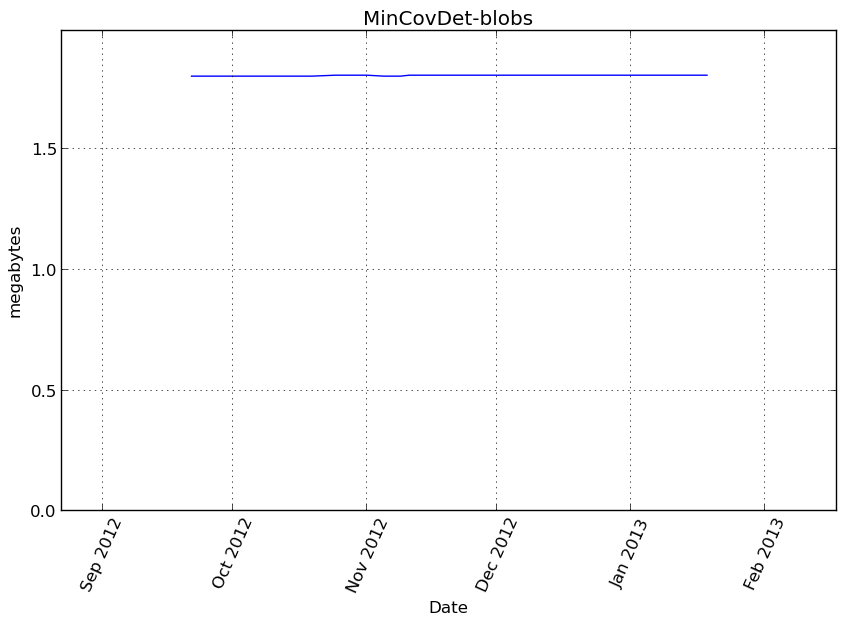 MinCovDet-blobs
megabytes
1.5
1.0
0.5
0.0
Sep 2012
Oct 2012
Nov 2012
Dec 2012
Jan 2013
Feb 2013
Date